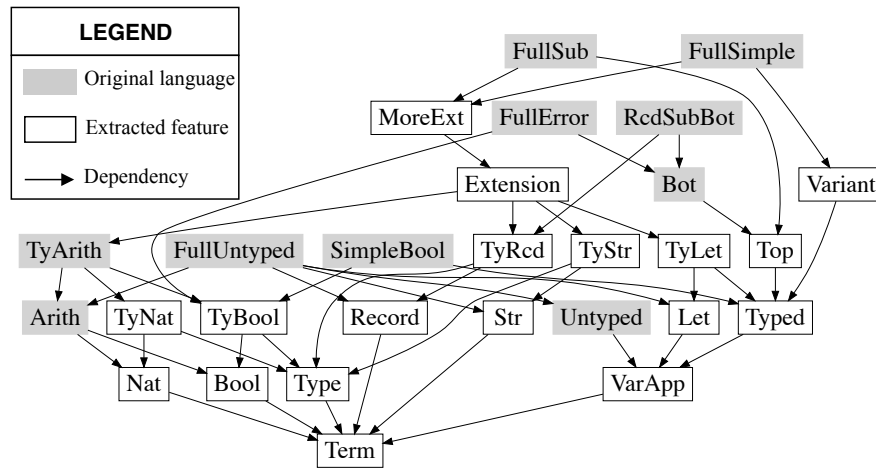 LEGEND
Original language
Extracted feature
Dependency
FullSub
FullSimple
MoreExt
FullError
RcdSubBot
Extension
Bot
Variant
TyArith
FullUntyped
SimpleBool
TyRcd
TyStr
TyLet
Top
Arith
TyNat
TyBool
Record
Str
Untyped
Let
Typed
Nat
Bool
Type
VarApp
Term